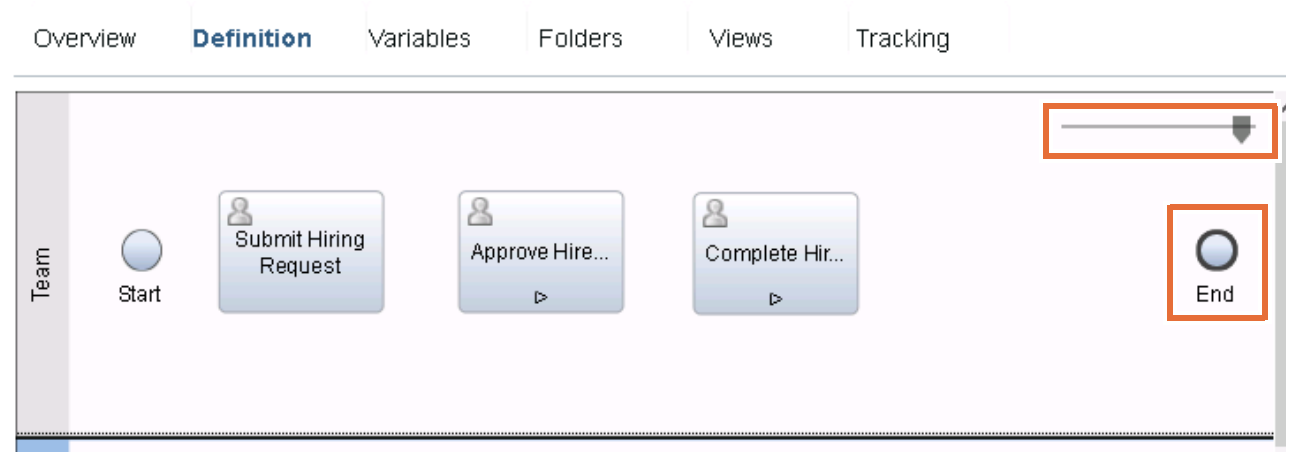 Overview Definition Variables Folders Views Tracking
Team
Start
Submit Hiring
Request
Approve Hire...
Complete Hir...
End